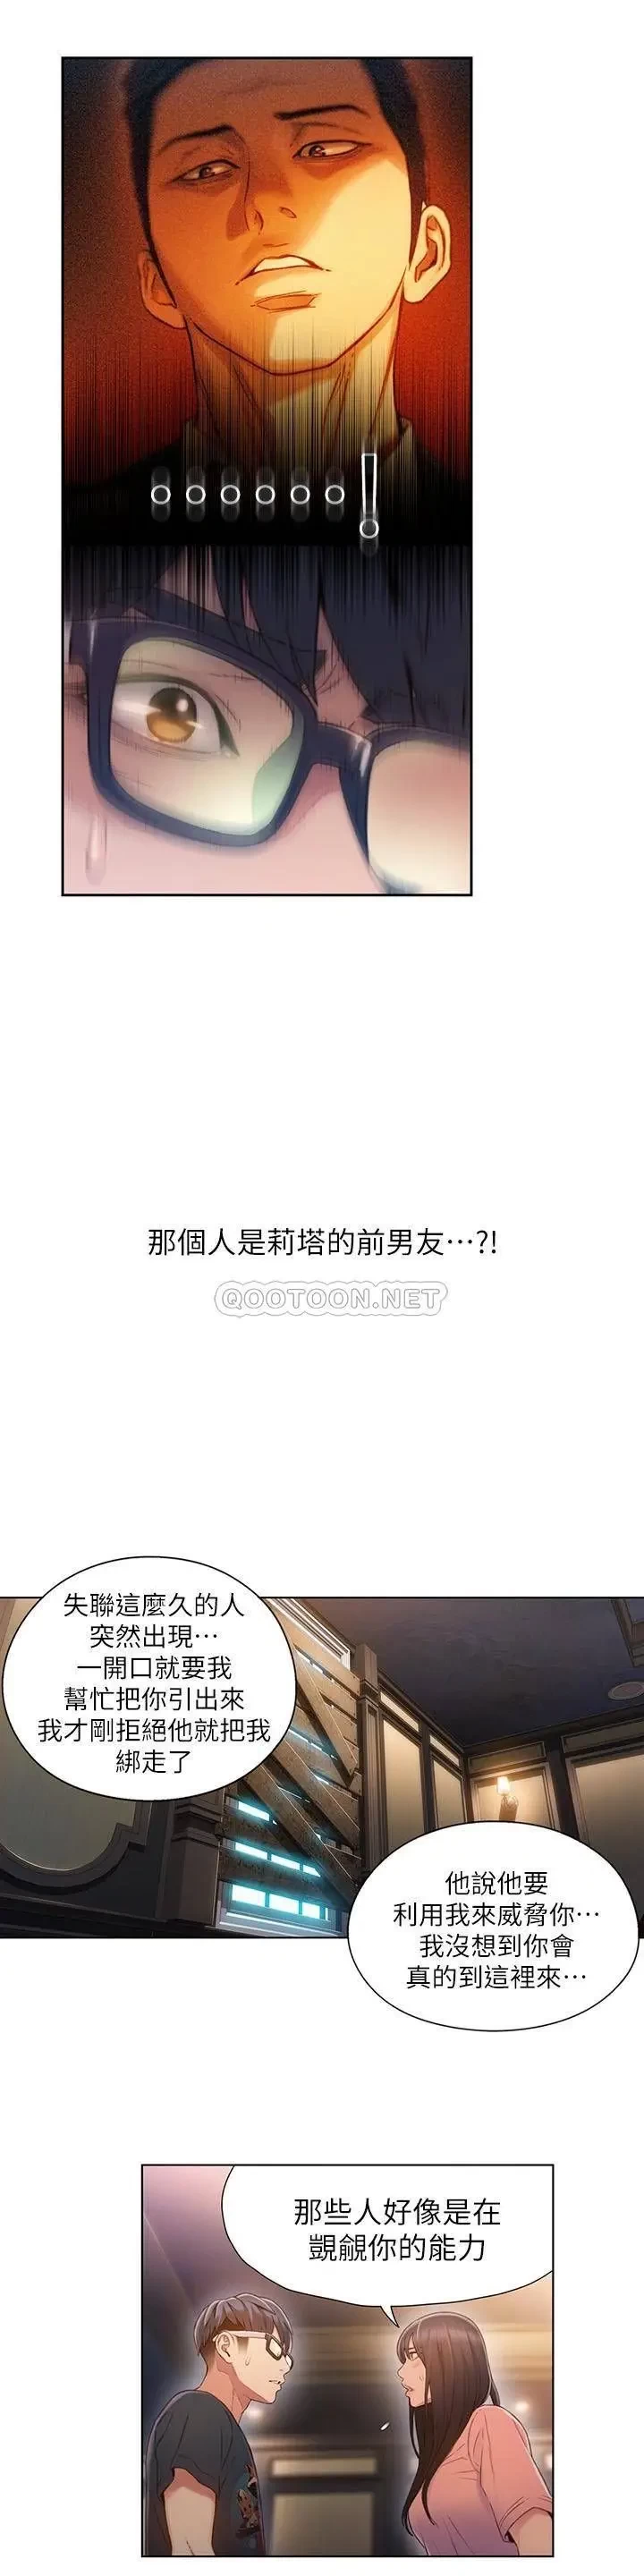 ……!
那個人是莉塔的前男友…?!
QOOTOON.NET
失聯這麼久的人
突然出現…
一開口就要我
幫忙把你引出來
我才剛拒絕他就把我
綁走了
他說他要
利用我來威脅你…
我沒想到你會
真的到這裡來…
那些人好像是在
覬覦你的能力